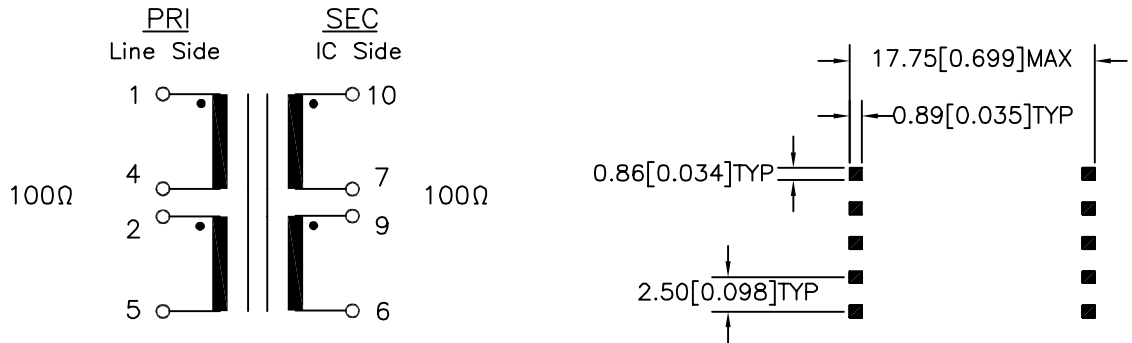 PRI
Line Side
SEC
IC Side
1
10
4
7
100Ω
100Ω
2
9
5
6
17.75[0.699]MAX
0.89[0.035]TYP
0.86[0.034]TYP
2.50[0.098]TYP